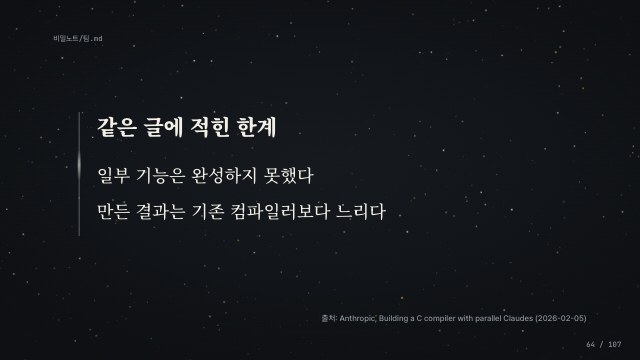 비밀노트/팀.md
같은 글에 적힌 한계
일부 기능은 완성하지 못했다
만든 결과는 기존 컴파일러보다 느리다
출처: Anthropic, Building a C compiler with parallel Claudes (2026-02-05)
64 / 107